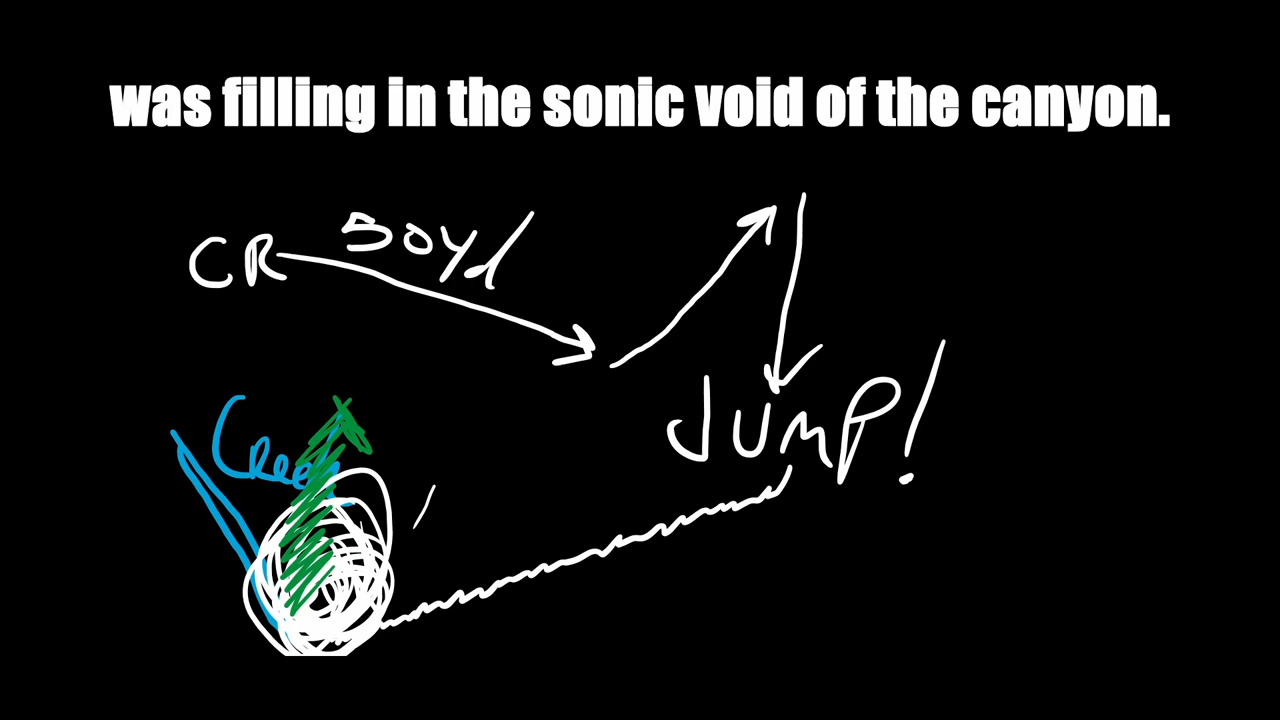 was filling in the sonic void of the canyon.
CR 50yd
JUMP!
Creek